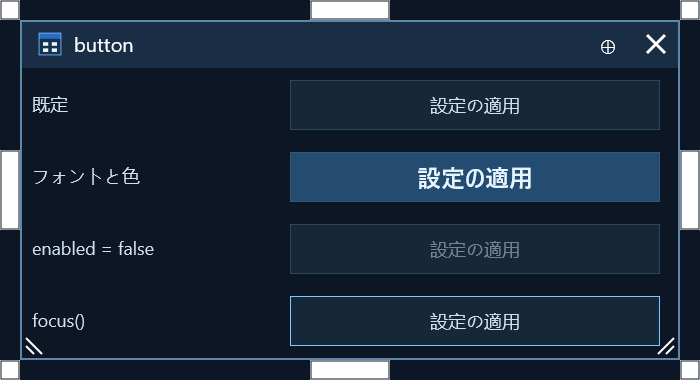 button
既定
設定の適用
フォントと色
設定の適用
enabled = false
設定の適用
focus()
設定の適用